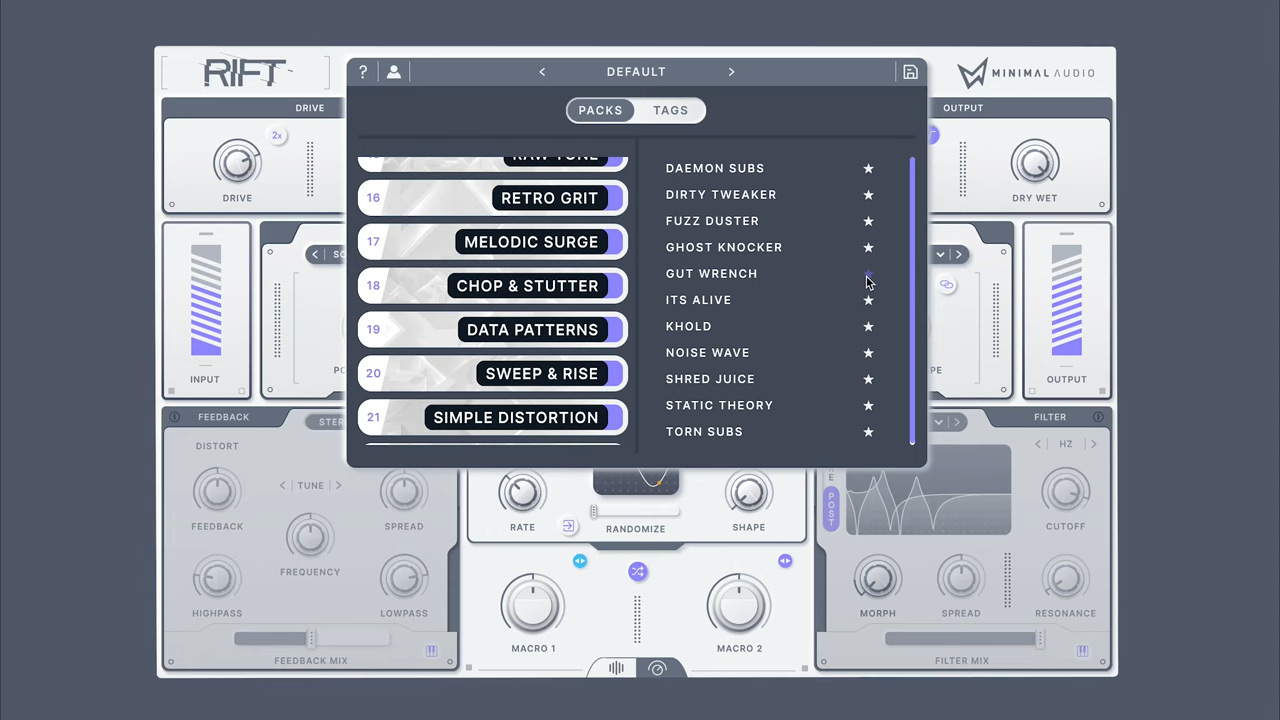 RIFT
? DEFAULT
MINIMAL AUDIO
PACKS TAGS
DRIVE
2x
DRIVE
INPUT
RAW TONE
16 RETRO GRIT
17 MELODIC SURGE
18 CHOP & STUTTER
19 DATA PATTERNS
20 SWEEP & RISE
21 SIMPLE DISTORTION
DAEMON SUBS
DIRTY TWEAKER
FUZZ DUSTER
GHOST KNOCKER
GUT WRENCH
ITS ALIVE
KHOLD
NOISE WAVE
SHRED JUICE
STATIC THEORY
TORN SUBS
OUTPUT
DRY WET
OUTPUT
FEEDBACK
STER
DISTORT
FEEDBACK
TUNE
SPREAD
FREQUENCY
HIGHPASS
LOWPASS
FEEDBACK MIX
RATE
RANDOMIZE
SHAPE
MACRO 1
MACRO 2
FILTER
HZ
POST
CUTOFF
MORPH
SPREAD
RESONANCE
FILTER MIX